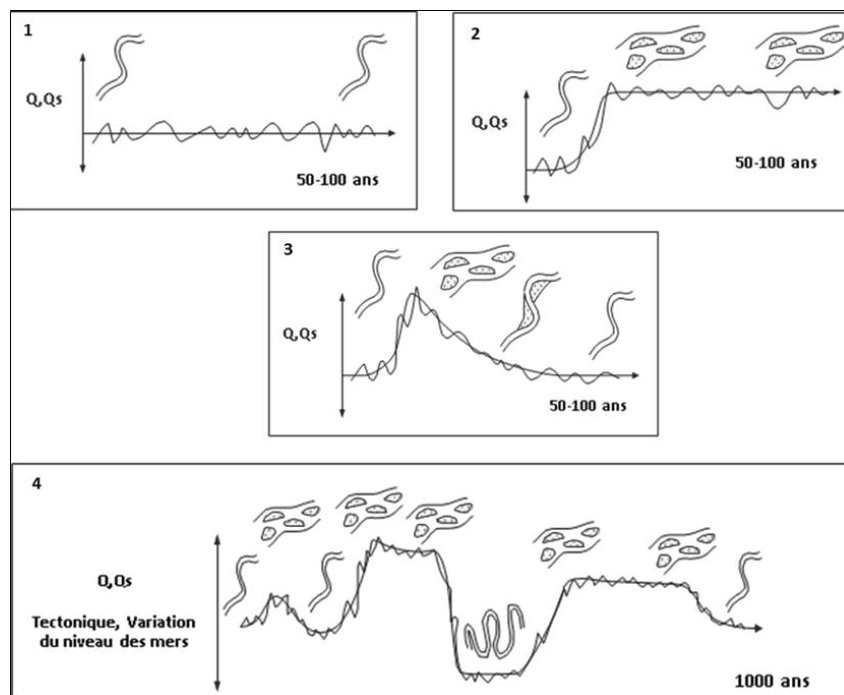 1
Q,Qs
50-100 ans
2
Q,Qs
50-100 ans
3
Q,Qs
50-100 ans
4
Q,Qs
Tectonique, Variation
du niveau des mers
1000 ans